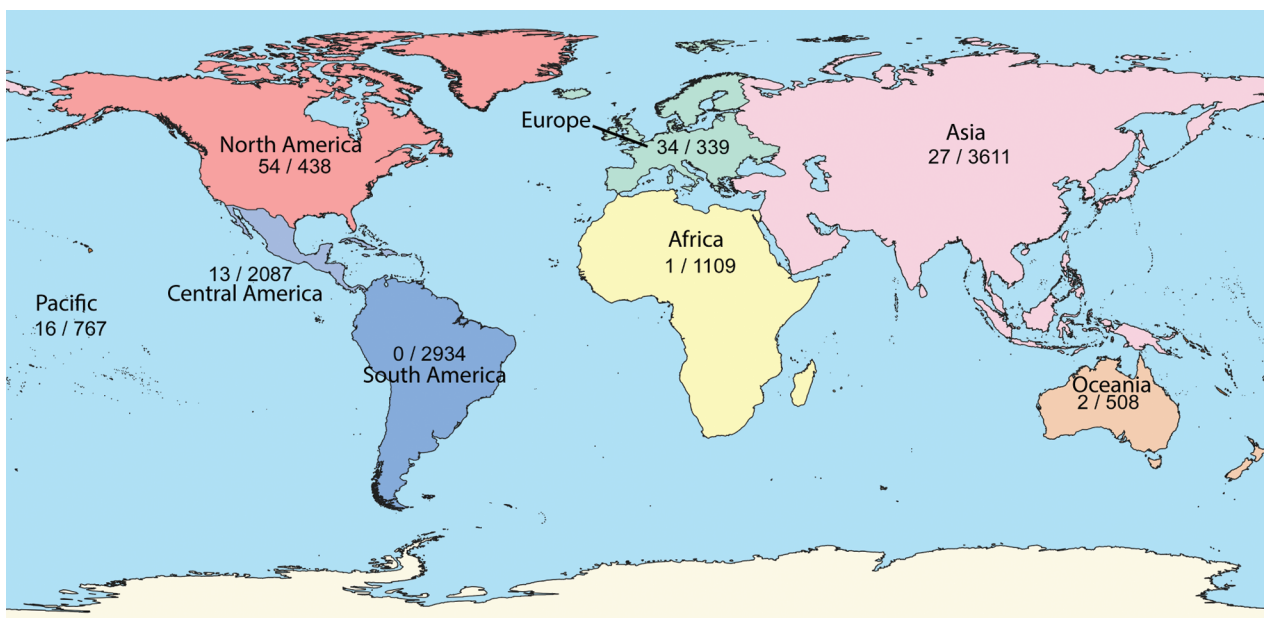 North America
54 / 438
Europe
34 / 339
Asia
27 / 3611
Africa
1 / 1109
13 / 2087
Central America
Pacific
16 / 767
0 / 2934
South America
Oceania
2 / 508